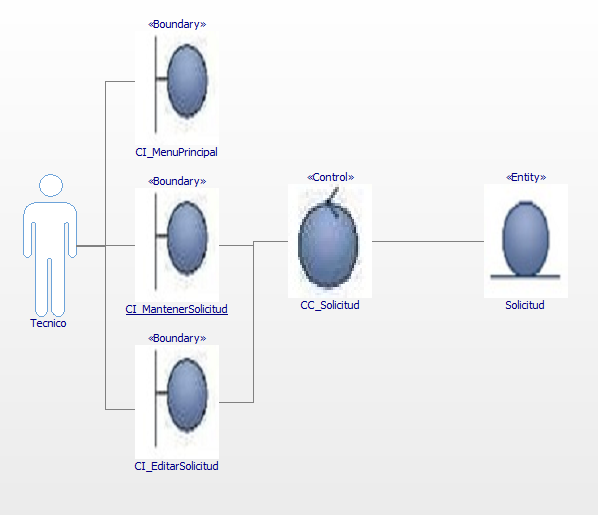 «Boundary»
CI_MenuPrincipal
«Boundary»
CI_MantenerSolicitud
«Boundary»
CI_EditarSolicitud
Tecnico
«Control»
CC_Solicitud
«Entity»
Solicitud